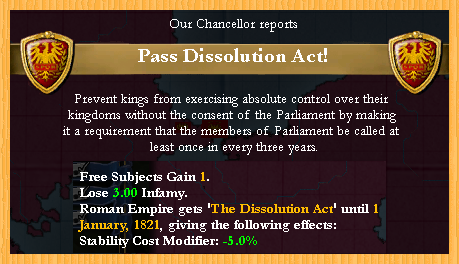 Our Chancellor reports
Pass Dissolution Act!
Prevent kings from exercising absolute control over their
kingdoms without the consent of the Parliament by making
it a requirement that the members of Parliament be called at
least once in every three years.
Free Subjects Gain 1.
Lose 3.00 Infamy.
Roman Empire gets 'The Dissolution Act' until 1
January, 1821, giving the following effects:
Stability Cost Modifier: -5.0%